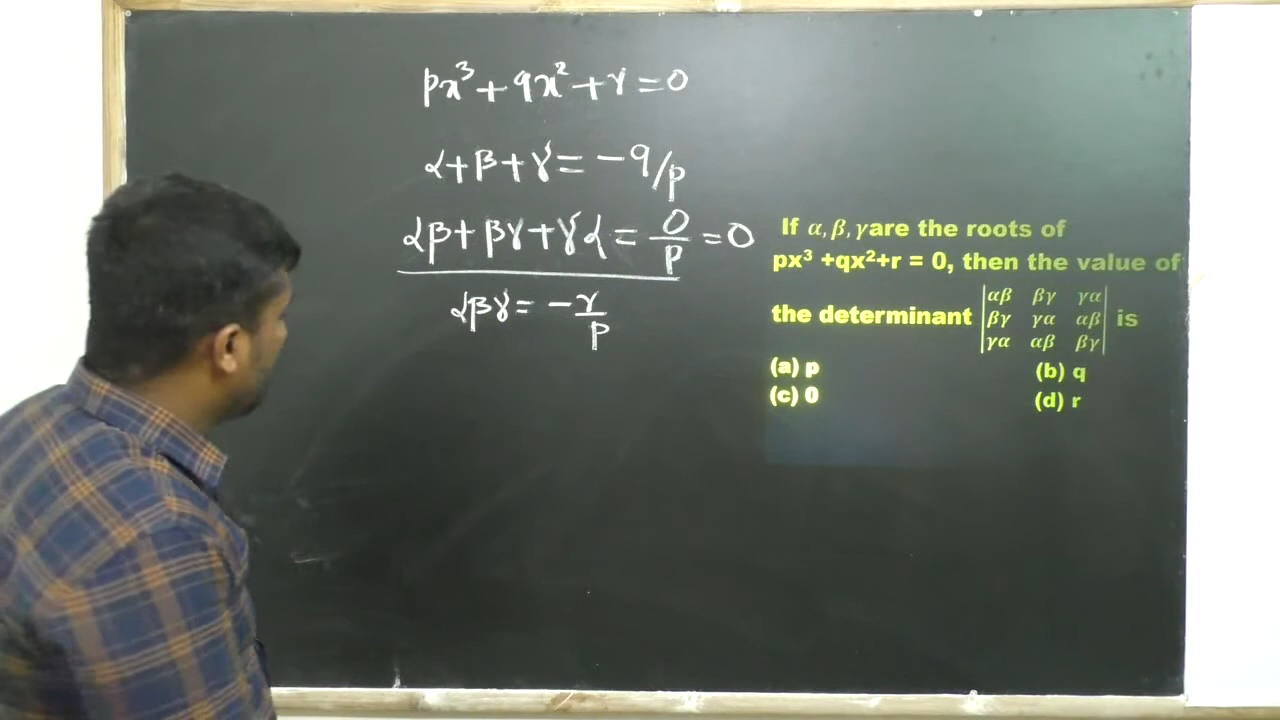 px³ + qx² + r = 0
α + β + γ = -q/p
αβ + βγ + γα = 0/p = 0
αβγ = -r/p
If α, β, γ are the roots of
px³ +qx²+r = 0, then the value of
the determinant |αβ βγ γα| is
|βγ γα αβ|
|γα αβ βγ|
(a) p (b) q
(c) 0 (d) r